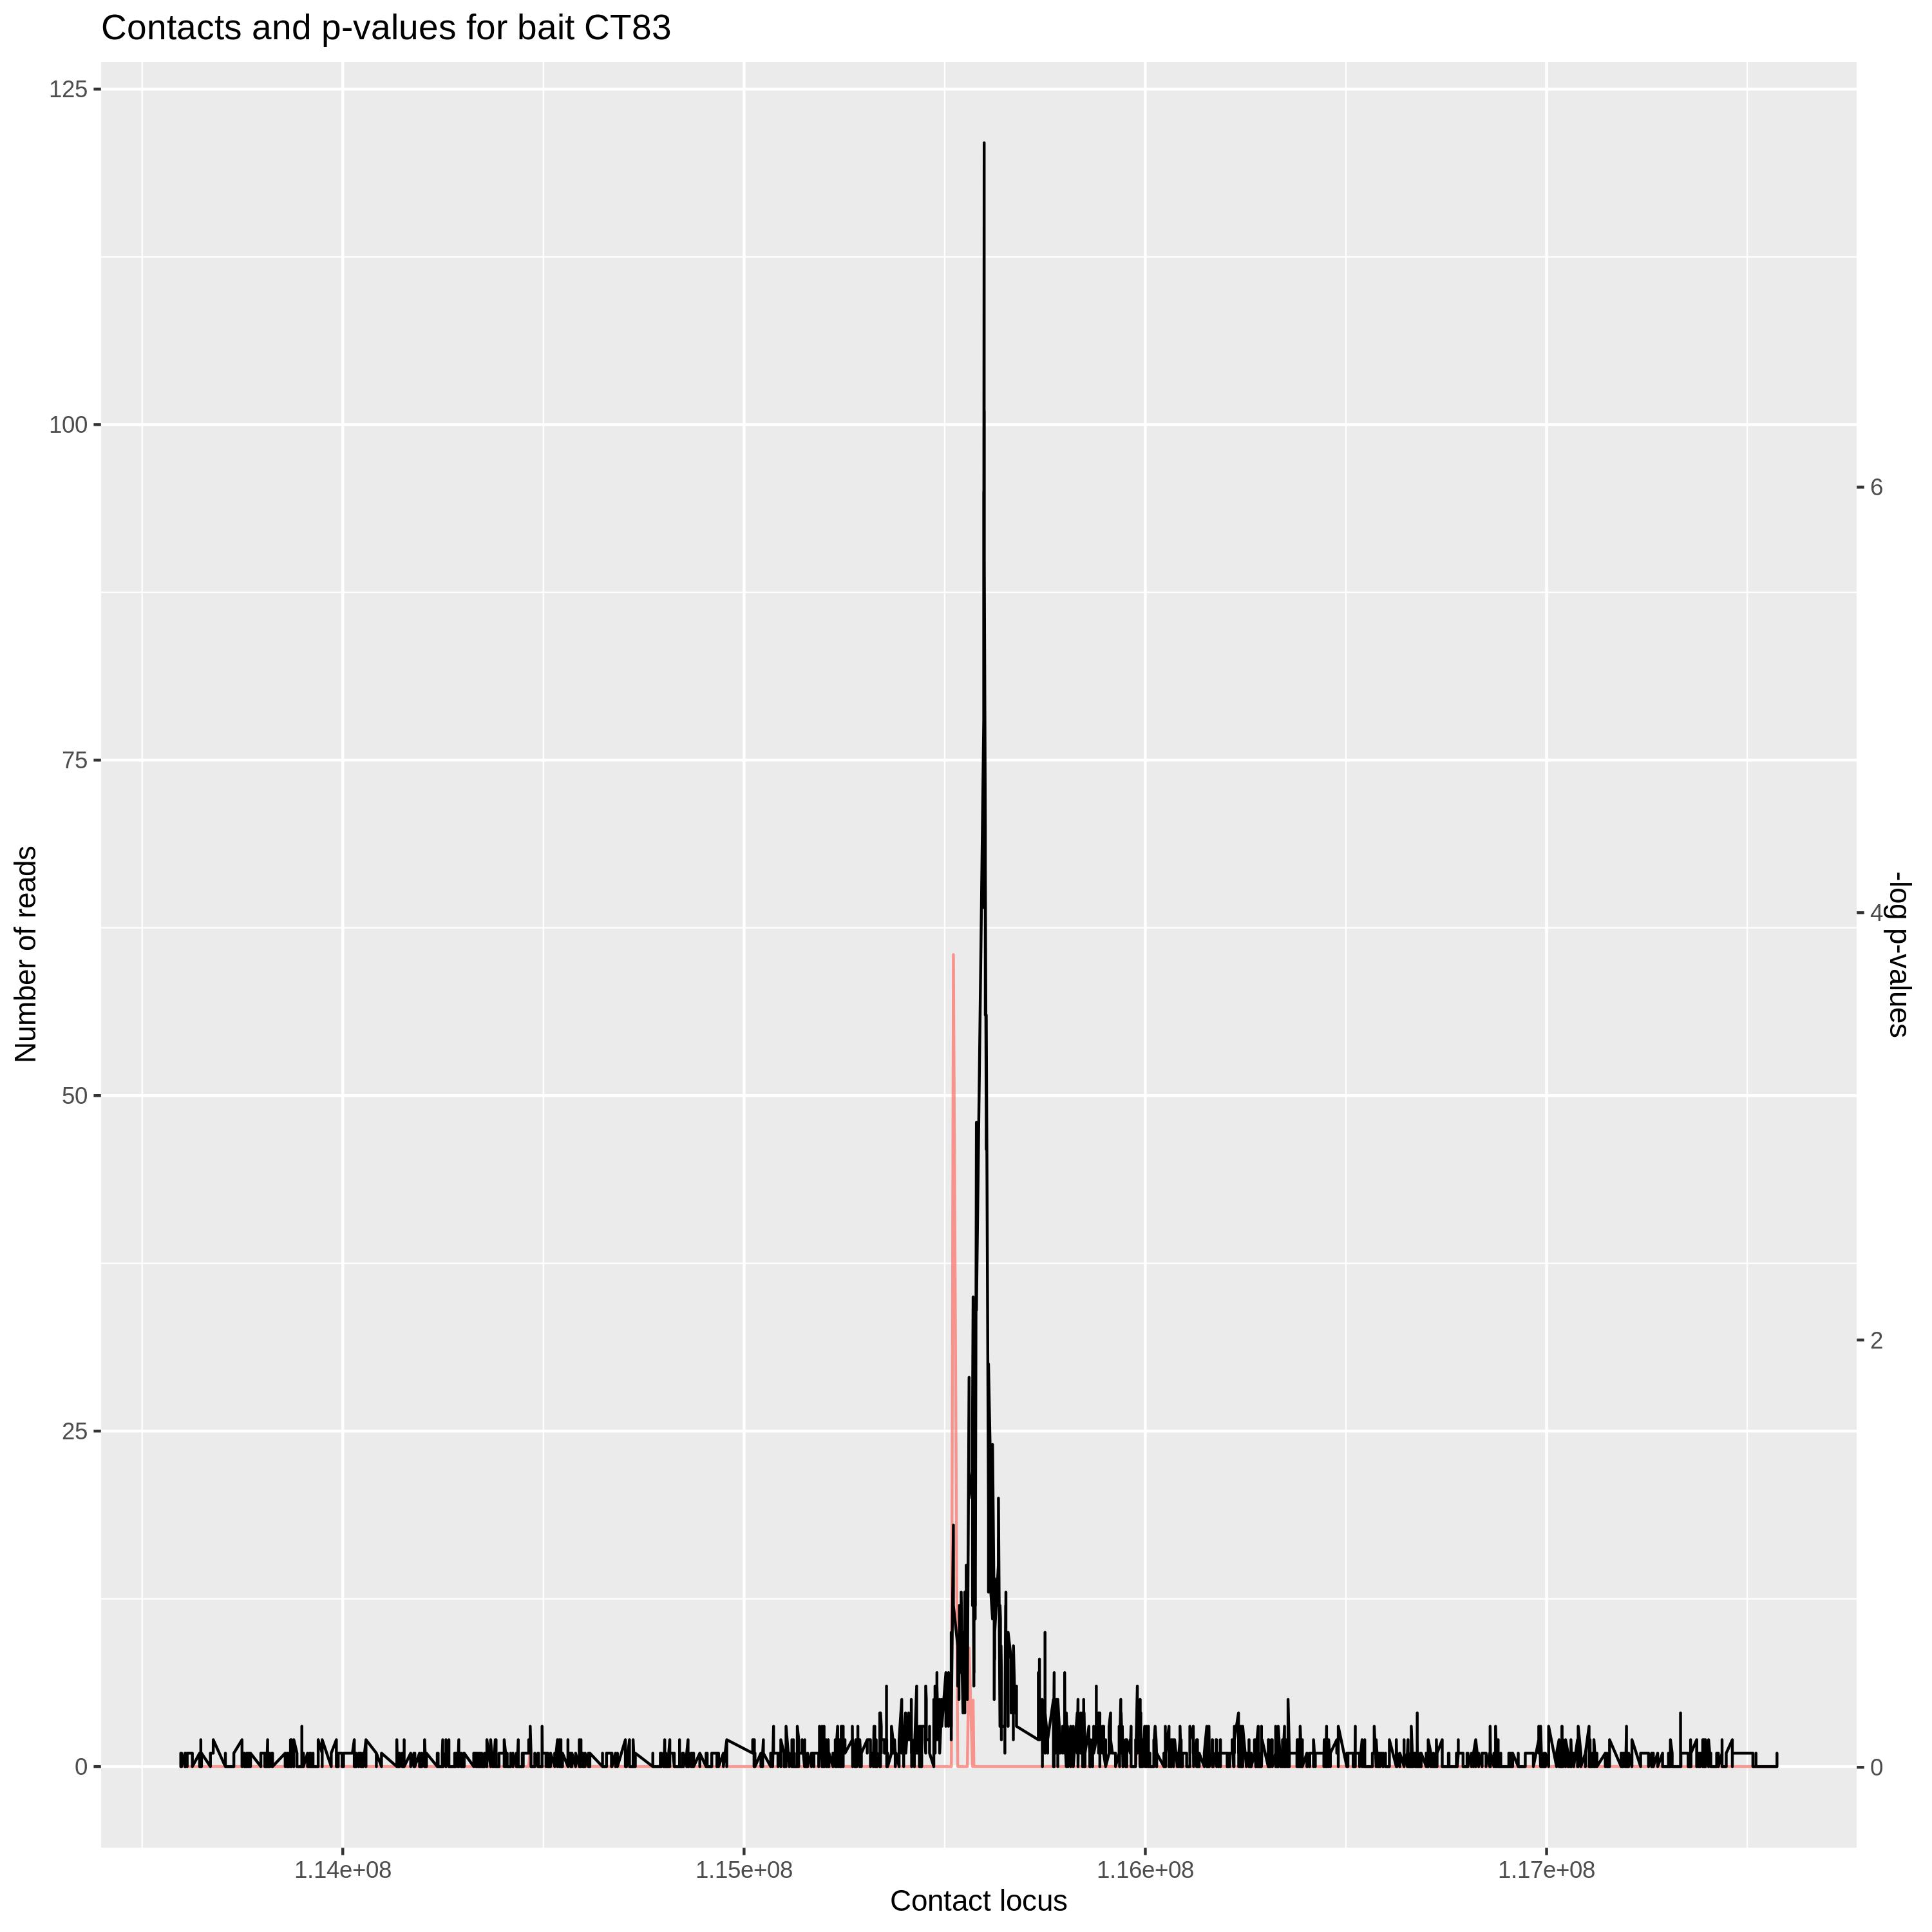 Contacts and p-values for bait CT83
125
100
75
50
25
0
Number of reads
6
4
2
0
-log p-values
1.14e+08
1.15e+08
1.16e+08
1.17e+08
Contact locus